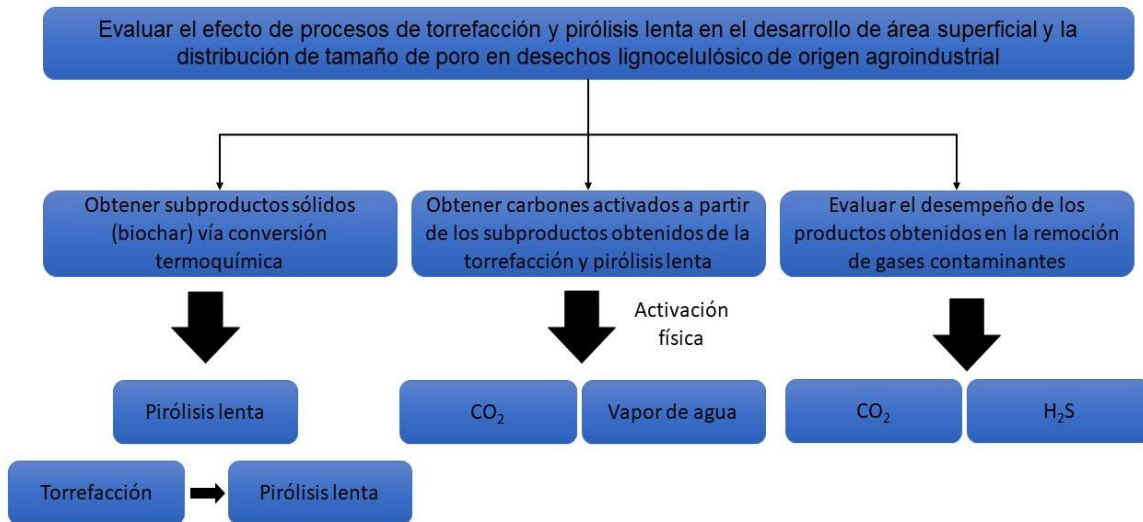 Evaluar el efecto de procesos de torrefacción y pirólisis lenta en el desarrollo de área superficial y la
distribución de tamaño de poro en desechos lignocelulósico de origen agroindustrial
Obtener subproductos sólidos
(biochar) vía conversión
termoquímica
Obtener carbones activados a partir
de los subproductos obtenidos de la
torrefacción y pirólisis lenta
Evaluar el desempeño de los
productos obtenidos en la remoción
de gases contaminantes
Activación
física
Pirólisis lenta
CO₂
Vapor de agua
CO₂
H₂S
Torrefacción
Pirólisis lenta